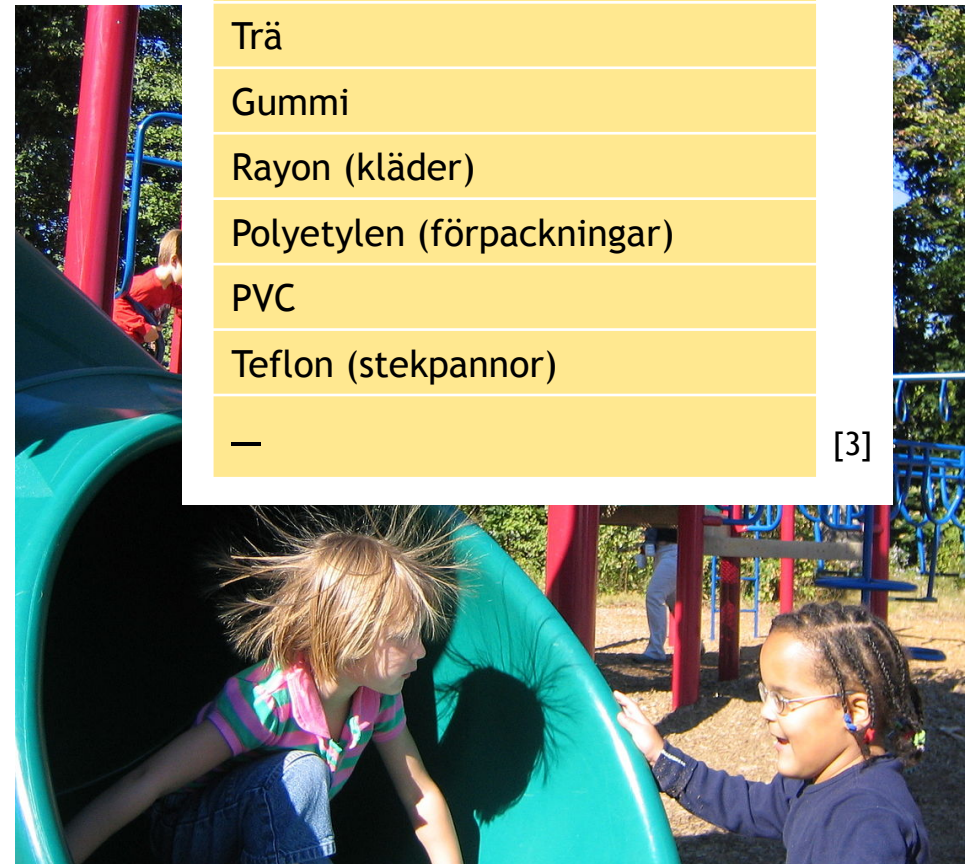 Trä
Gummi
Rayon (kläder)
Polyetylen (förpackningar)
PVC
Teflon (stekpannor)
–
[3]